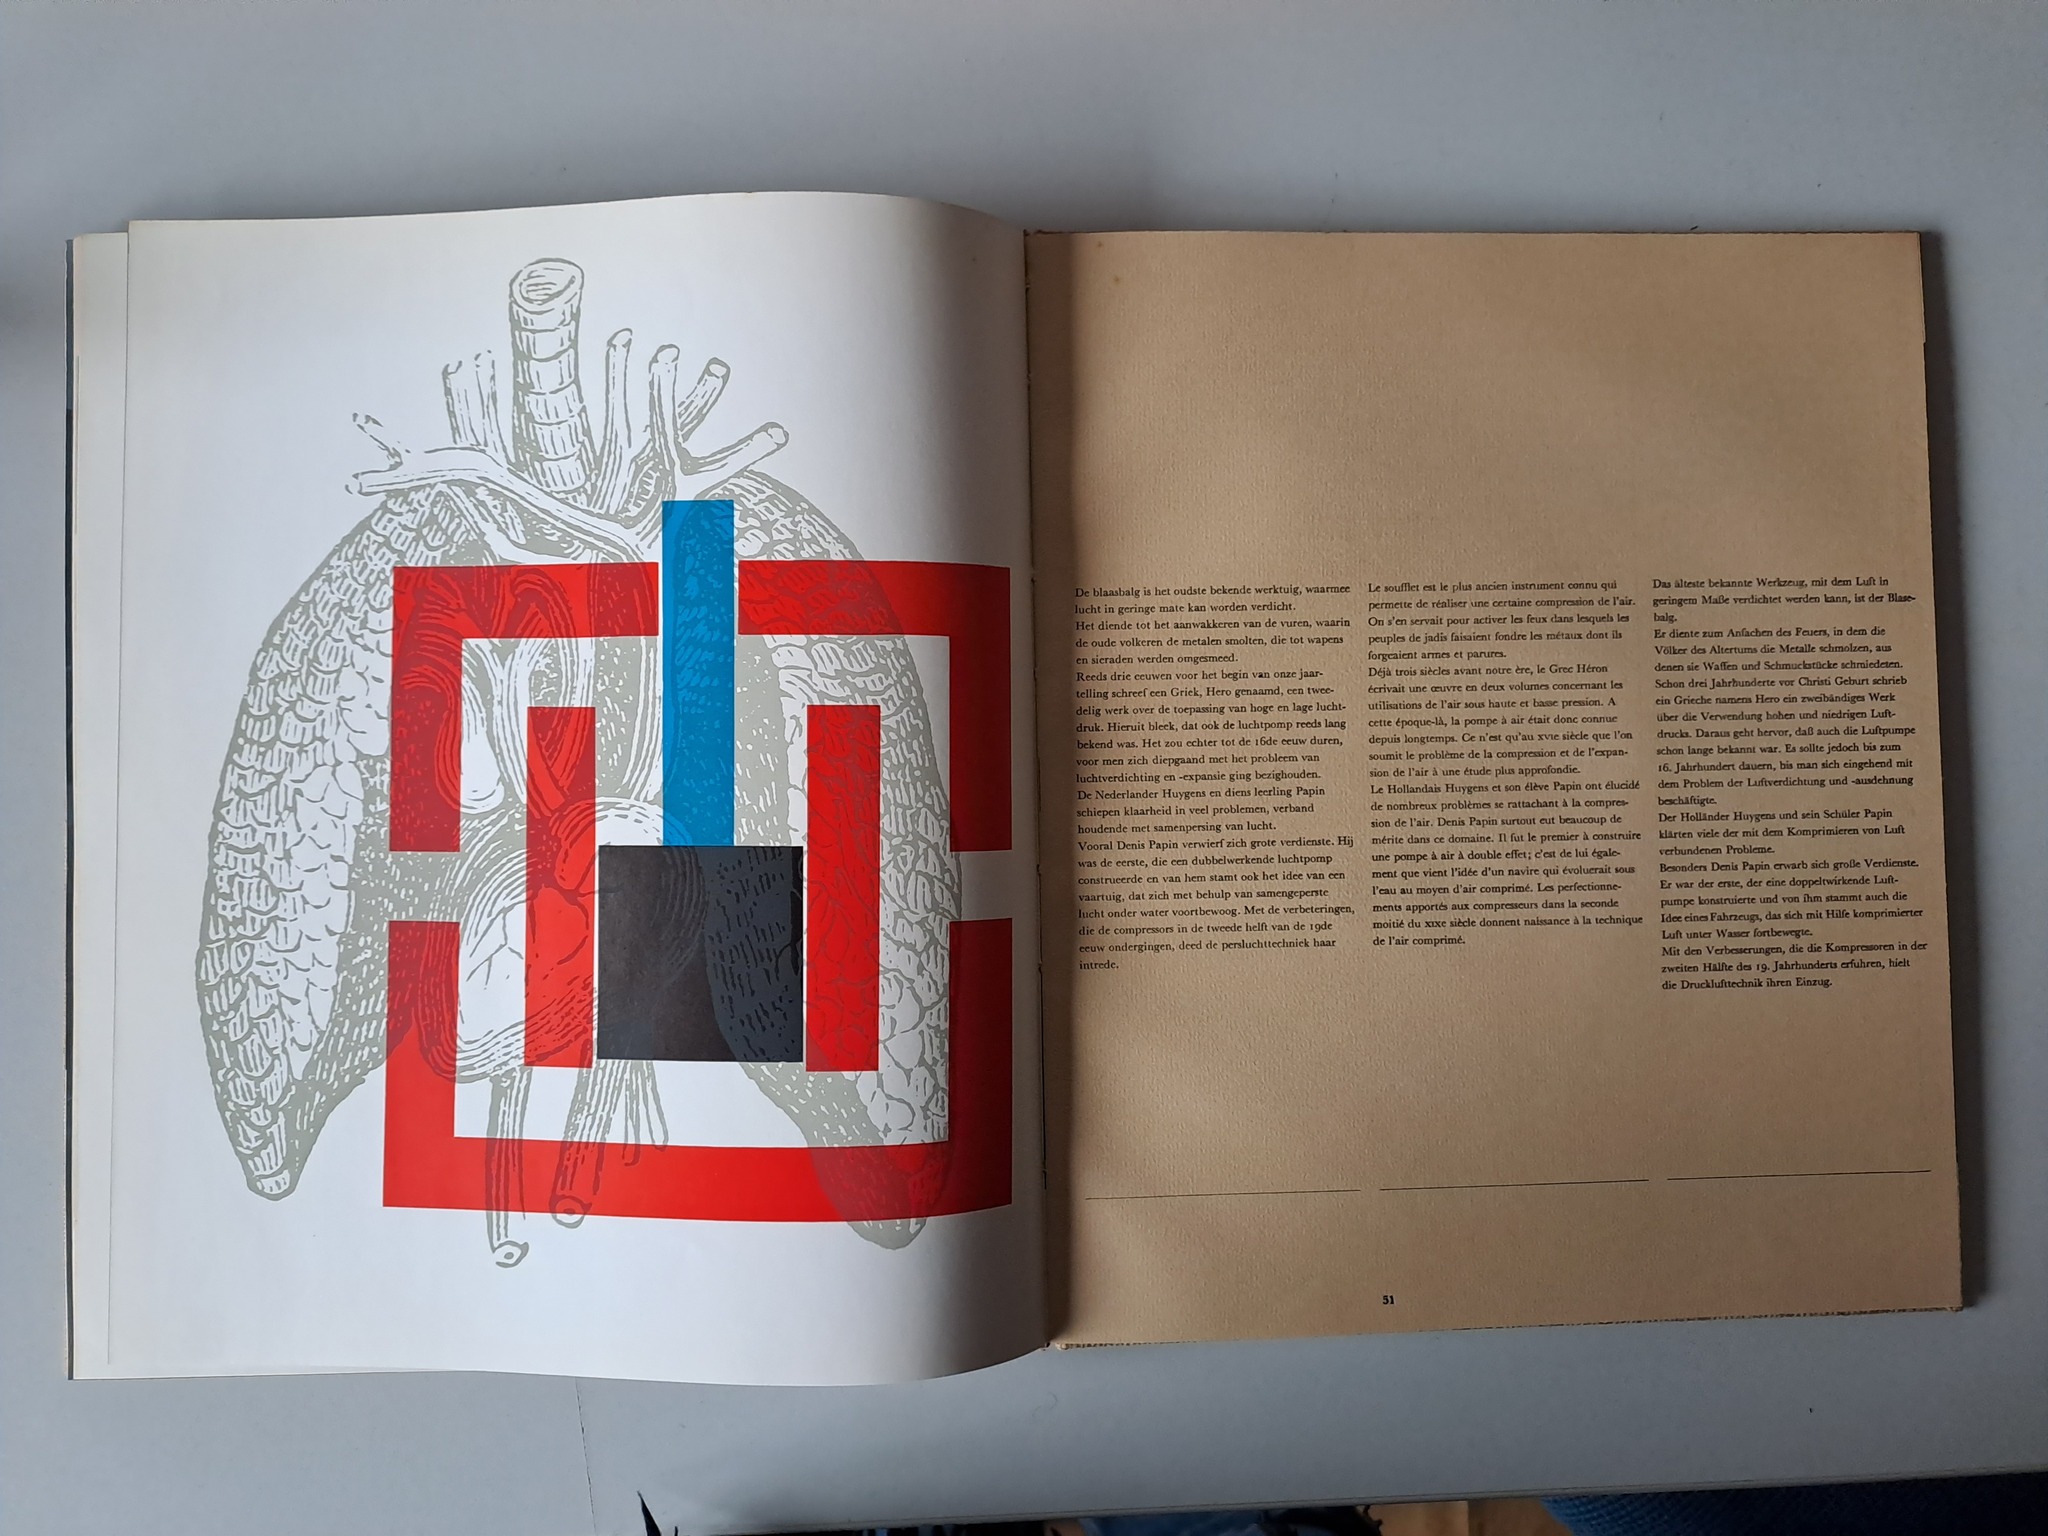 De blaasbalg is het oudste bekende werktuig, waarmee
lucht in geringe mate kan worden verdicht.
Het diende tot het aanwakkeren van de vuren, waarin
de oude volkeren de metalen smolten, die tot wapens
en sieraden werden omgesmeed.
Reeds drie eeuwen voor het begin van onze jaar-
telling schreef een Griek, Hero genaamd, een twee-
delig werk over de toepassing van hoge en lage lucht-
druk. Hieruit bleek, dat ook de luchtpomp reeds lang
bekend was. Het zou echter tot de 16de eeuw duren,
voor men zich diepgaand met het probleem van
luchtverdichting en -expansie ging bezighouden.
De Nederlander Huygens en diens leerling Papin
schiepen klaarheid in veel problemen, verband
houdende met samenpersing van lucht.
Vooral Denis Papin verwierf zich grote verdienste. Hij
was de eerste, die een dubbelwerkende luchtpomp
construeerde en van hem stamt ook het idee van een
vaartuig, dat zich met behulp van samengeperste
lucht onder water voortbewoog. Met de verbeteringen,
die de compressors in de tweede helft van de 19de
eeuw ondergingen, deed de persluchttechniek haar
intrede.
Le soufflet est le plus ancien instrument connu qui
permette de réaliser une certaine compression de l'air.
On s'en servait pour activer les feux dans lesquels les
peuples de jadis faisaient fondre les métaux dont ils
forgeaient armes et parures.
Déjà trois siècles avant notre ère, le Grec Héron
écrivait une œuvre en deux volumes concernant les
utilisations de l'air sous haute et basse pression. A
cette époque-là, la pompe à air était donc connue
depuis longtemps. Ce n'est qu'au XVIe siècle que l'on
soumit le problème de la compression et de l'expan-
sion de l'air à une étude plus approfondie.
Le Hollandais Huygens et son élève Papin ont élucidé
de nombreux problèmes se rattachant à la compres-
sion de l'air. Denis Papin surtout eut beaucoup de
mérite dans ce domaine. Il fut le premier à construire
une pompe à air à double effet; c'est de lui égale-
ment que vient l'idée d'un navire qui évoluerait sous
l'eau au moyen d'air comprimé. Les perfectionne-
ments apportés aux compresseurs dans la seconde
moitié du XIXe siècle donnent naissance à la technique
de l'air comprimé.
Das älteste bekannte Werkzeug, mit dem Luft in
geringem Maße verdichtet werden kann, ist der Blase-
balg.
Er diente zum Anfachen des Feuers, in dem die
Völker des Altertums die Metalle schmolzen, aus
denen sie Waffen und Schmuckstücke schmiedeten.
Schon drei Jahrhunderte vor Christi Geburt schrieb
ein Grieche namens Hero ein zweibändiges Werk
über die Verwendung hohen und niedrigen Luft-
drucks. Daraus geht hervor, daß auch die Luftpumpe
schon lange bekannt war. Es sollte jedoch bis zum
16. Jahrhundert dauern, bis man sich eingehend mit
dem Problem der Luftverdichtung und -ausdehnung
beschäftigte.
Der Holländer Huygens und sein Schüler Papin
klärten viele der mit dem Komprimieren von Luft
verbundenen Probleme.
Besonders Denis Papin erwarb sich große Verdienste.
Er war der erste, der eine doppeltwirkende Luft-
pumpe konstruierte und von ihm stammt auch die
Idee eines Fahrzeugs, das sich mit Hilfe komprimierter
Luft unter Wasser fortbewegte.
Mit den Verbesserungen, die die Kompressoren in der
zweiten Hälfte des 19. Jahrhunderts erfuhren, hielt
die Drucklufttechnik ihren Einzug.
51